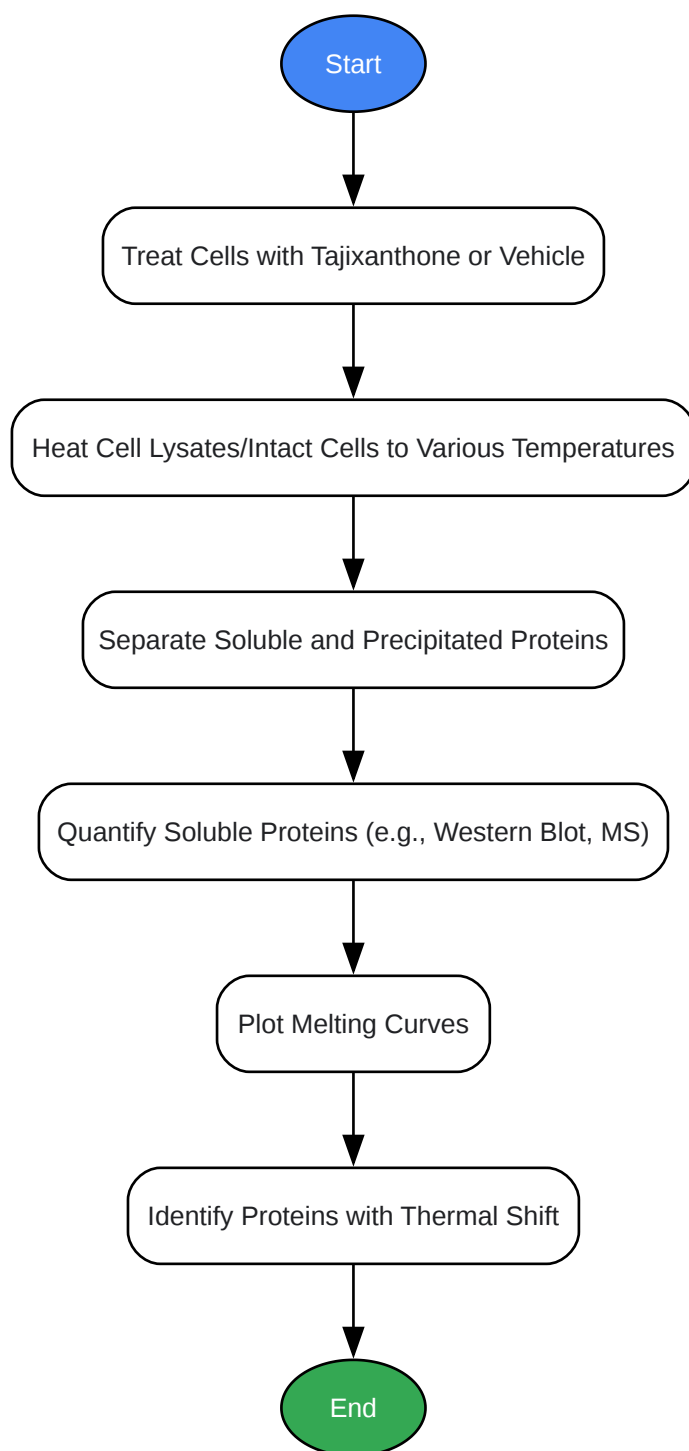 Start
Treat Cells with Tajixanthone or Vehicle
Heat Cell Lysates/Intact Cells to Various Temperatures
Separate Soluble and Precipitated Proteins
Quantify Soluble Proteins (e.g., Western Blot, MS)
Plot Melting Curves
Identify Proteins with Thermal Shift
End